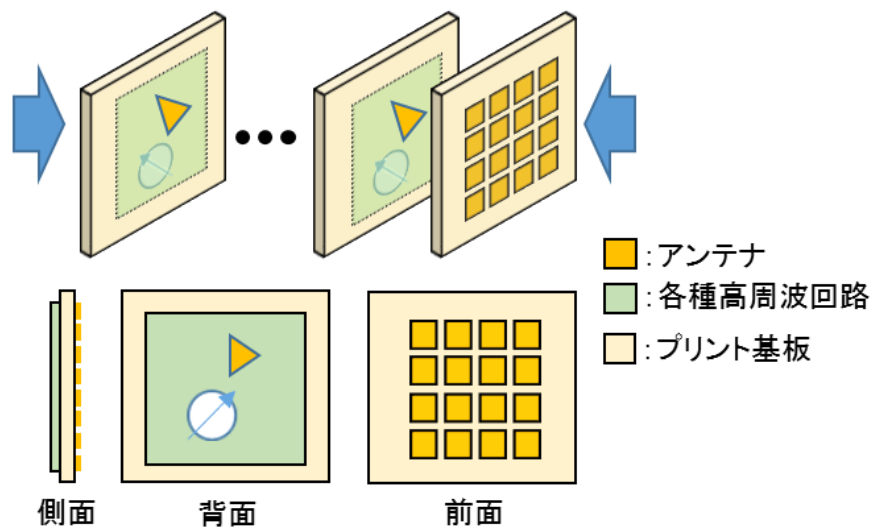 ：アンテナ
：各種高周波回路
：プリント基板
側面
背面
前面